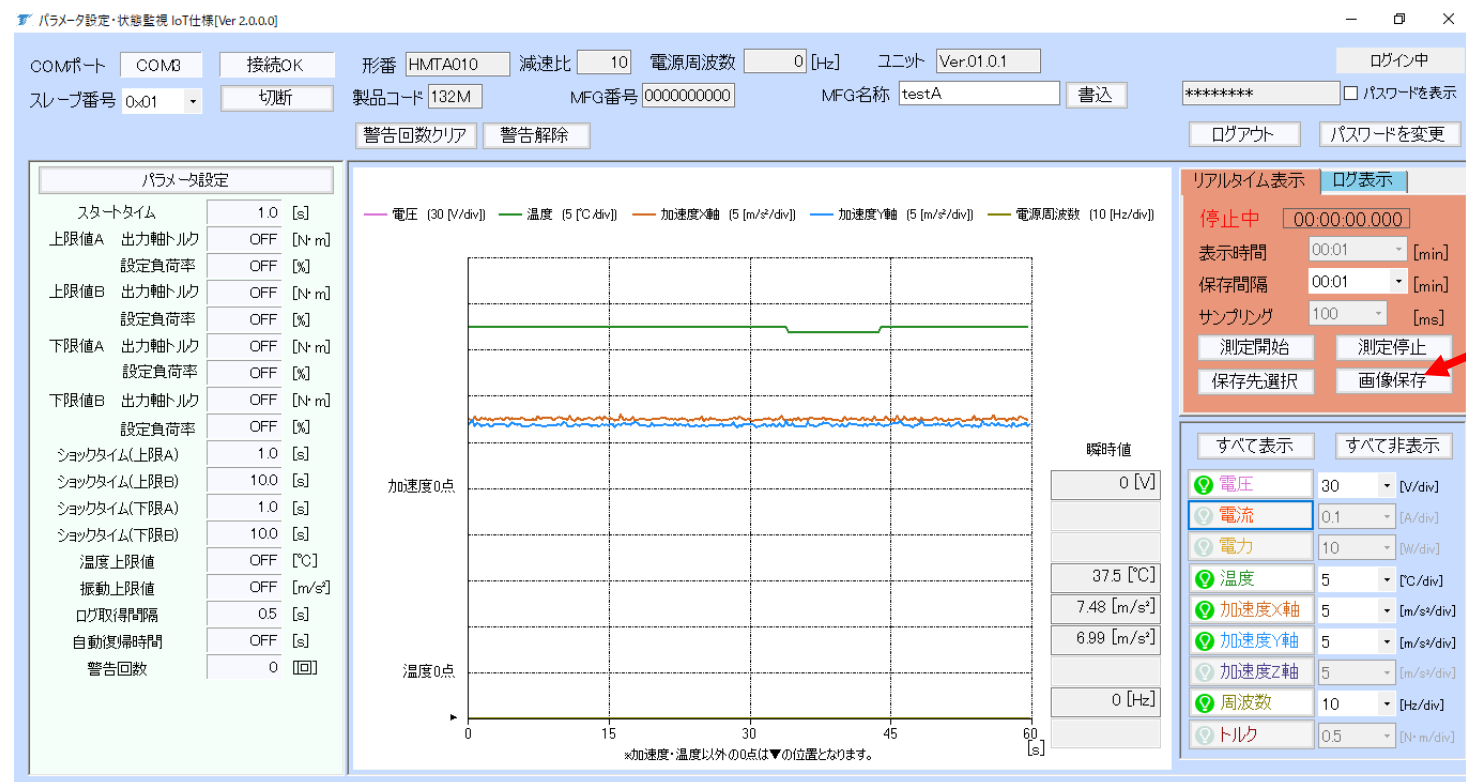 パラメータ設定・状態監視 IoT仕様[Ver 2.0.0.0]
COMポート COM3 接続OK 形番 HMTA010 減速比 10 電源周波数 0 [Hz] ユニット Ver.01.0.1 ログイン中
スレーブ番号 0x01 切断 製品コード 132M MFG番号 0000000000 MFG名称 testA 書込 ******** パスワードを表示
警告回数クリア 警告解除 ログアウト パスワードを変更
パラメータ設定
スタートタイム 1.0 [s]
上限値A 出力軸トルク OFF [N・m]
設定負荷率 OFF [%]
上限値B 出力軸トルク OFF [N・m]
設定負荷率 OFF [%]
下限値A 出力軸トルク OFF [N・m]
設定負荷率 OFF [%]
下限値B 出力軸トルク OFF [N・m]
設定負荷率 OFF [%]
ショックタイム(上限A) 1.0 [s]
ショックタイム(上限B) 10.0 [s]
ショックタイム(下限A) 1.0 [s]
ショックタイム(下限B) 10.0 [s]
温度上限値 OFF [℃]
振動上限値 OFF [m/s²]
ログ取得間隔 0.5 [s]
自動復帰時間 OFF [s]
警告回数 0 [回]
電圧 (30 [V/div]) 温度 (5 [℃/div]) 加速度X軸 (5 [m/s²/div]) 加速度Y軸 (5 [m/s²/div]) 電源周波数 (10 [Hz/div])
加速度0点
温度0点
0 15 30 45 60
[s]
※加速度・温度以外の0点は▼の位置となります。
瞬時値
0 [V]
37.5 [℃]
7.48 [m/s²]
6.99 [m/s²]
0 [Hz]
リアルタイム表示 ログ表示
停止中 00:00:00.000
表示時間 00:01 [min]
保存間隔 00:01 [min]
サンプリング 100 [ms]
測定開始 測定停止
保存先選択 画像保存
すべて表示 すべて非表示
電圧 30 [V/div]
電流 0.1 [A/div]
電力 10 [W/div]
温度 5 [℃/div]
加速度X軸 5 [m/s²/div]
加速度Y軸 5 [m/s²/div]
加速度Z軸 5 [m/s²/div]
周波数 10 [Hz/div]
トルク 0.5 [N・m/div]